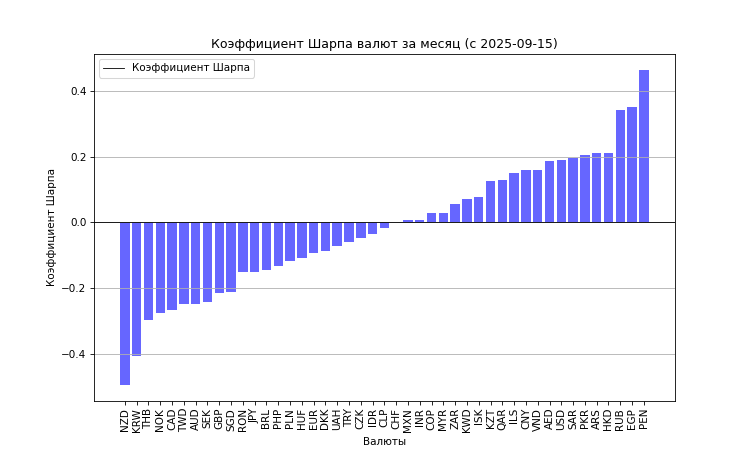 Коэффициент Шарпа валют за месяц (с 2025-09-15)
Коэффициент Шарпа
Коэффициент Шарпа
0.4
0.2
0.0
−0.2
−0.4
NZD
KRW
THB
NOK
CAD
TWD
AUD
SEK
GBP
SGD
RON
JPY
BRL
PHP
PLN
HUF
EUR
DKK
UAH
TRY
CZK
IDR
CLP
CHF
MXN
INR
COP
MYR
ZAR
KWD
ISK
KZT
QAR
ILS
CNY
VND
AED
USD
SAR
PKR
ARS
HKD
RUB
EGP
PEN
Валюты